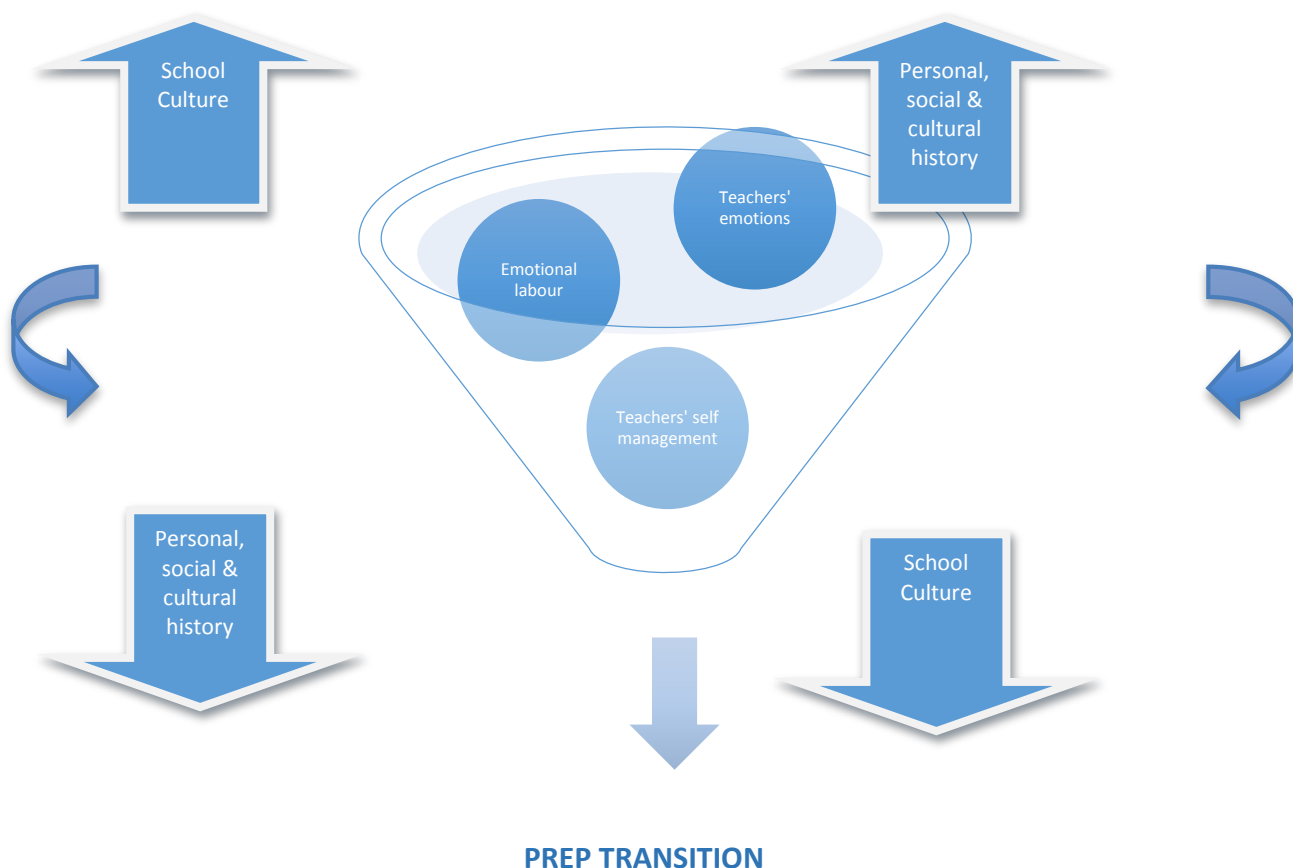 School
Culture
Personal,
social &
cultural
history
Teachers'
emotions
Emotional
labour
Teachers' self
management
Personal,
social &
cultural
history
School
Culture
PREP TRANSITION